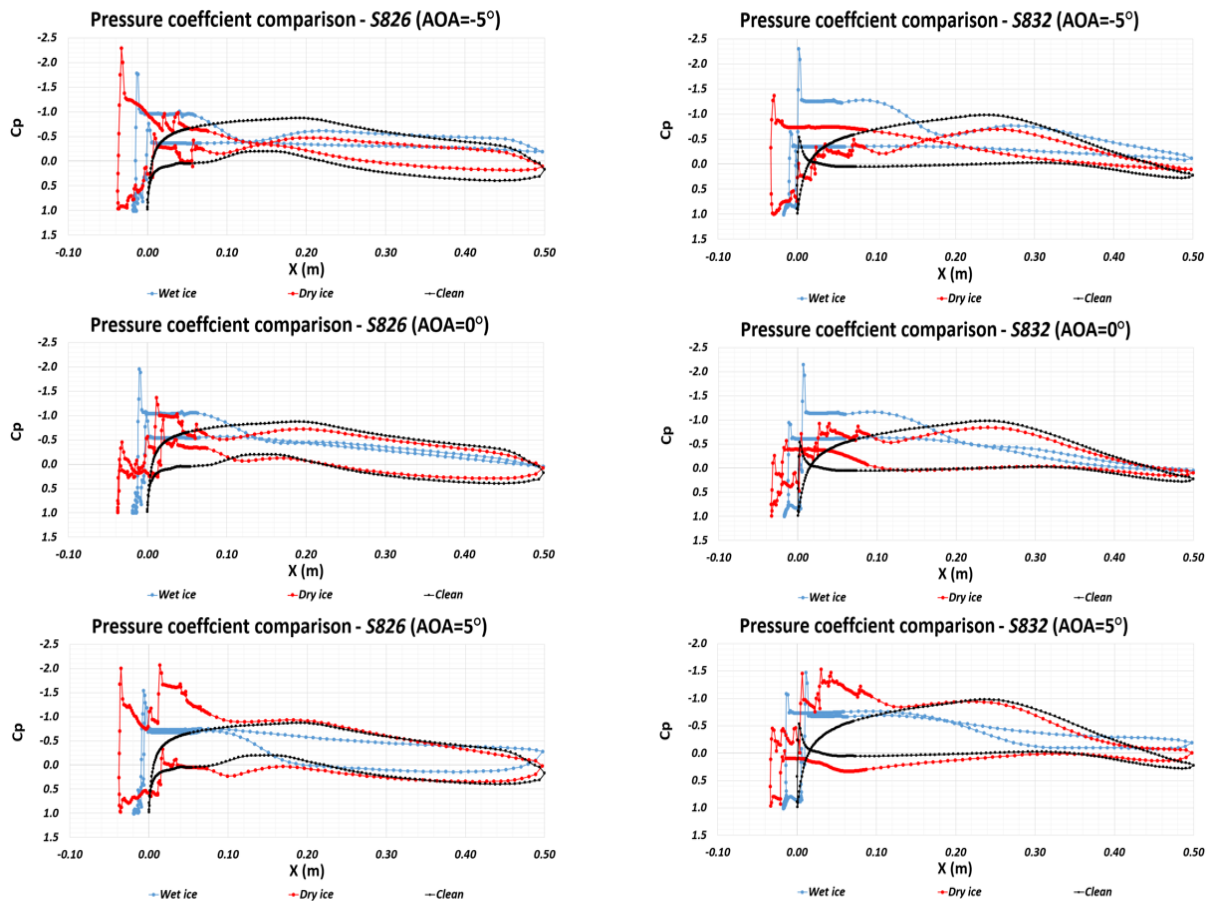 Pressure coeffcient comparison - S826 (AOA=-5°)
-2.5
-2.0
-1.5
-1.0
-0.5
0.0
0.5
1.0
1.5
Cp
-0.10 0.00 0.10 0.20 0.30 0.40 0.50
X (m)
Wet ice Dry ice Clean
Pressure coeffcient comparison - S832 (AOA=-5°)
-2.5
-2.0
-1.5
-1.0
-0.5
0.0
0.5
1.0
1.5
Cp
-0.10 0.00 0.10 0.20 0.30 0.40 0.50
X (m)
Wet ice Dry ice Clean
Pressure coeffcient comparison - S826 (AOA=0°)
-2.5
-2.0
-1.5
-1.0
-0.5
0.0
0.5
1.0
1.5
Cp
-0.10 0.00 0.10 0.20 0.30 0.40 0.50
X (m)
Wet ice Dry ice Clean
Pressure coeffcient comparison - S832 (AOA=0°)
-2.5
-2.0
-1.5
-1.0
-0.5
0.0
0.5
1.0
1.5
Cp
-0.10 0.00 0.10 0.20 0.30 0.40 0.50
X (m)
Wet ice Dry ice Clean
Pressure coeffcient comparison - S826 (AOA=5°)
-2.5
-2.0
-1.5
-1.0
-0.5
0.0
0.5
1.0
1.5
Cp
-0.10 0.00 0.10 0.20 0.30 0.40 0.50
X (m)
Wet ice Dry ice Clean
Pressure coeffcient comparison - S832 (AOA=5°)
-2.5
-2.0
-1.5
-1.0
-0.5
0.0
0.5
1.0
1.5
Cp
-0.10 0.00 0.10 0.20 0.30 0.40 0.50
X (m)
Wet ice Dry ice Clean